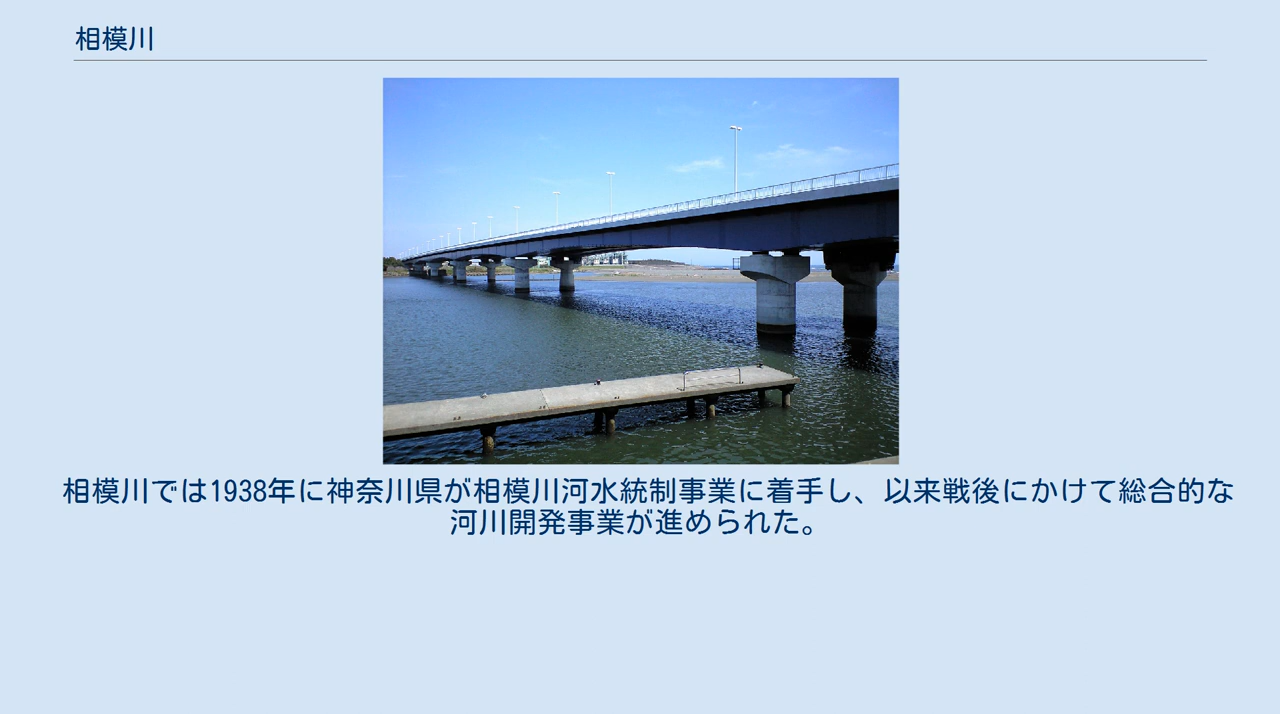 相模川
相模川では1938年に神奈川県が相模川河水統制事業に着手し、以来戦後にかけて総合的な
河川開発事業が進められた。